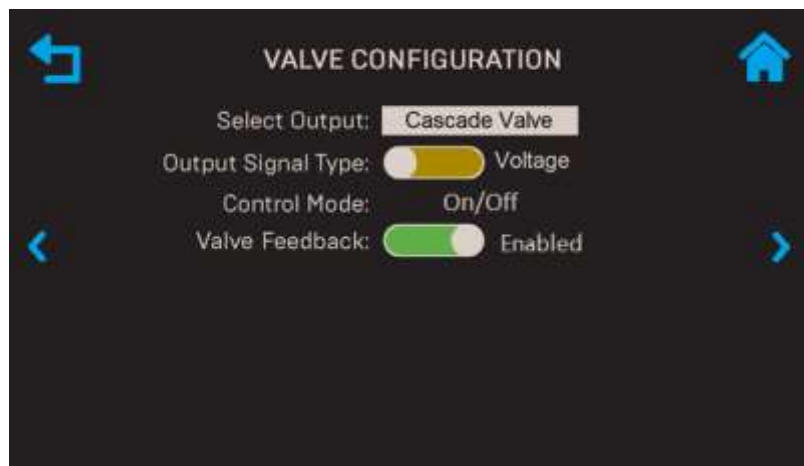 VALVE CONFIGURATION
Select Output: Cascade Valve
Output Signal Type: Voltage
Control Mode: On/Off
Valve Feedback: Enabled